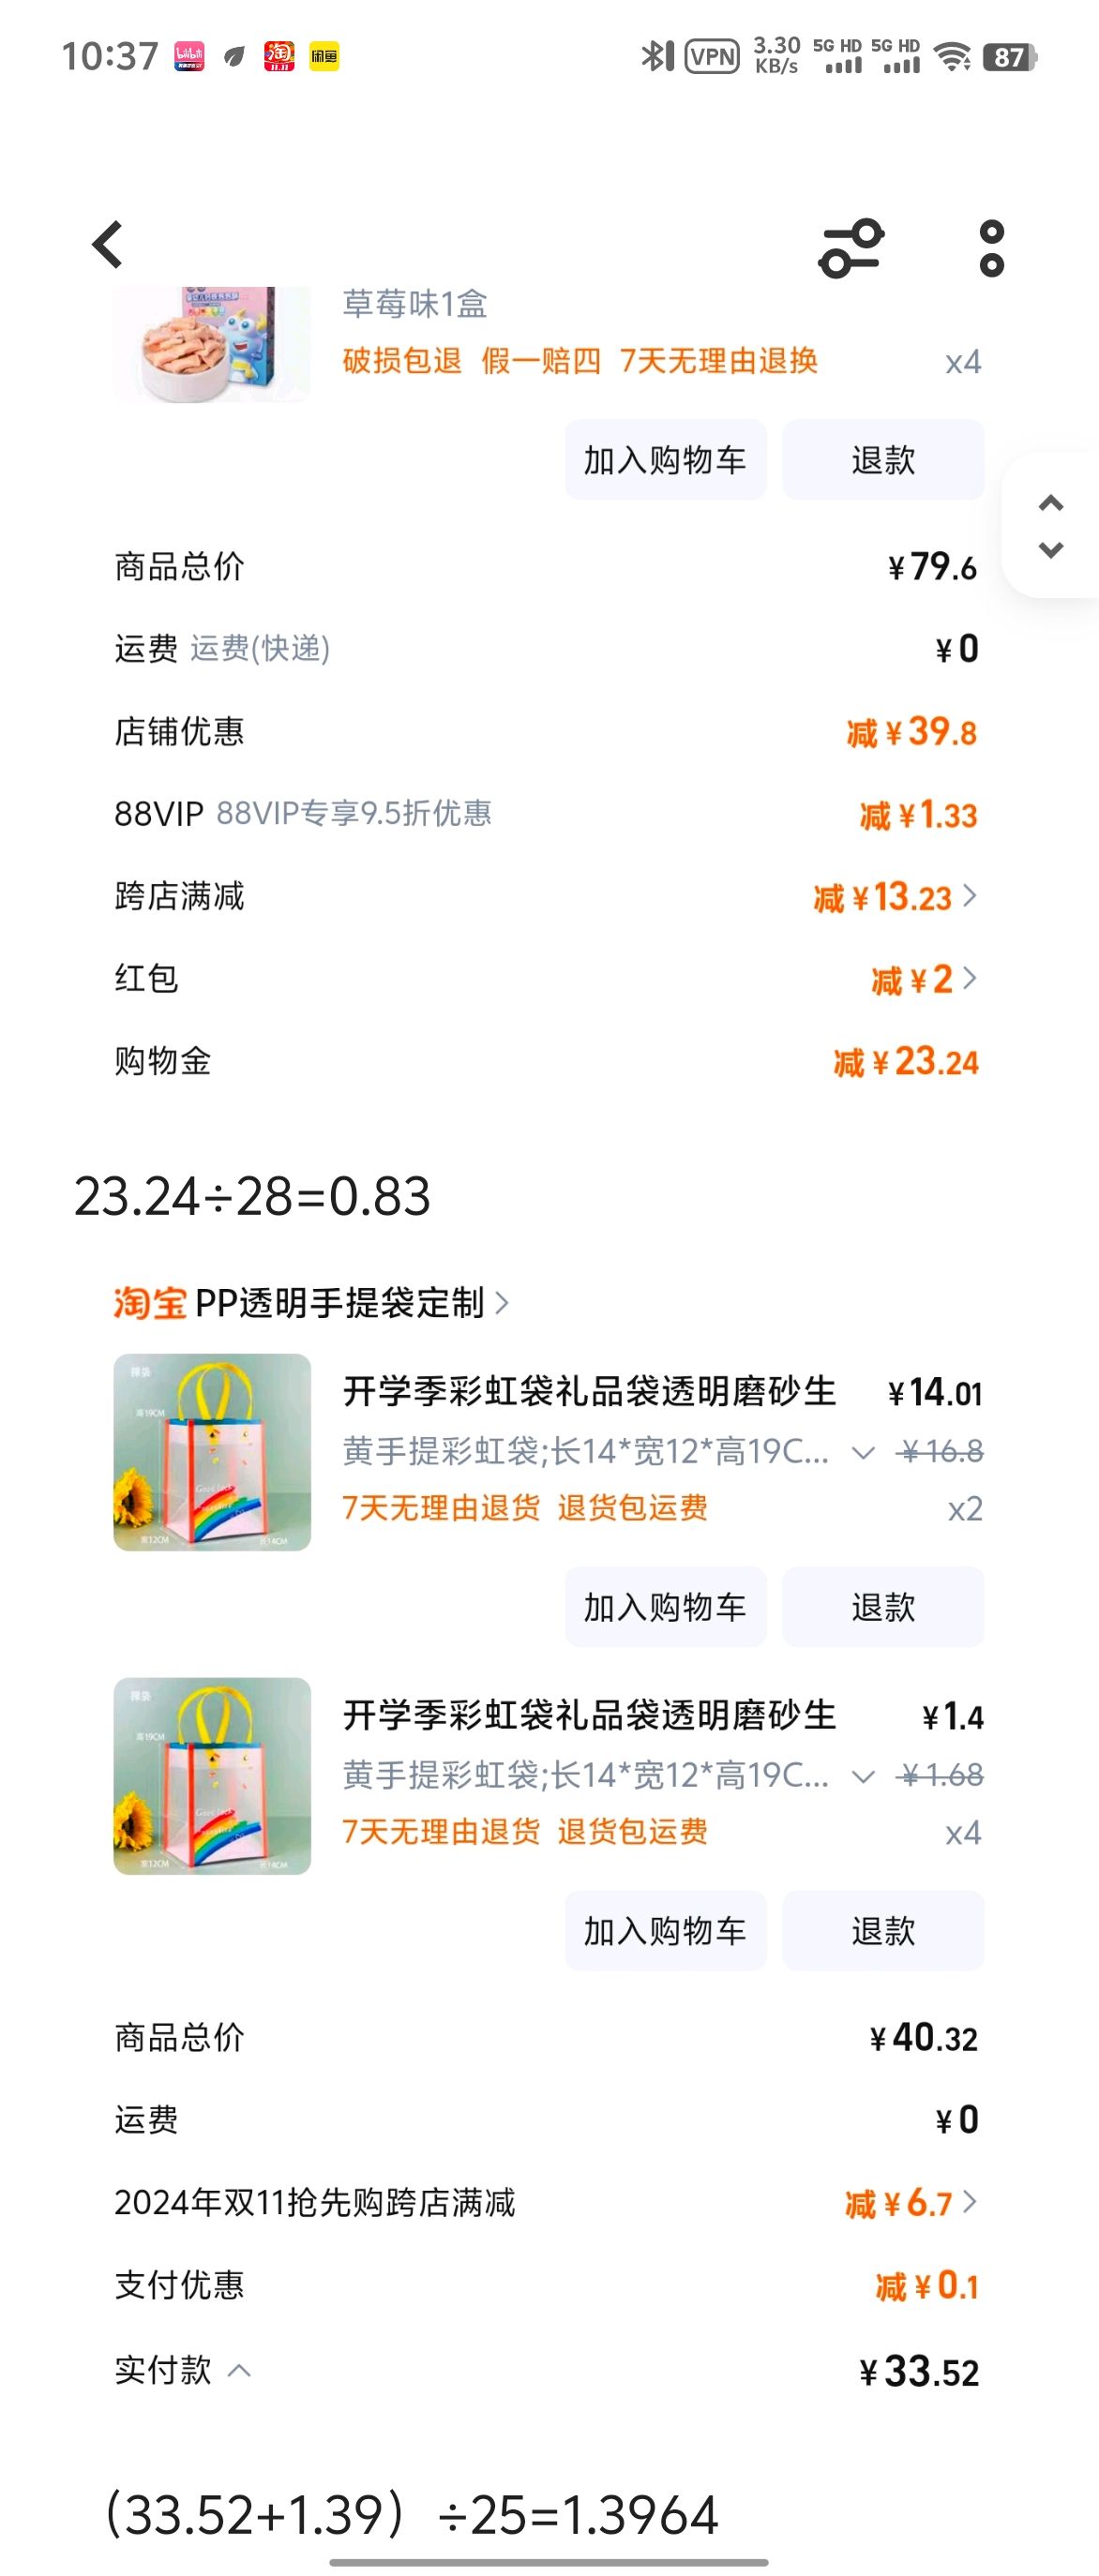 10:37
VPN
3.30 KB/s
5G HD 5G HD
87
草莓味1盒
破损包退 假一赔四 7天无理由退换 x4
加入购物车 退款
商品总价 ¥79.6
运费 运费(快递) ¥0
店铺优惠 减¥39.8
88VIP 88VIP专享9.5折优惠 减¥1.33
跨店满减 减¥13.23
红包 减¥2
购物金 减¥23.24
23.24÷28=0.83
淘宝 PP透明手提袋定制
开学季彩虹袋礼品袋透明磨砂生 ¥14.01
黄手提彩虹袋;长14*宽12*高19C... ¥16.8
7天无理由退货 退货包运费 x2
加入购物车 退款
开学季彩虹袋礼品袋透明磨砂生 ¥1.4
黄手提彩虹袋;长14*宽12*高19C... ¥1.68
7天无理由退货 退货包运费 x4
加入购物车 退款
商品总价 ¥40.32
运费 ¥0
2024年双11抢先购跨店满减 减¥6.7
支付优惠 减¥0.1
实付款 ¥33.52
(33.52+1.39）÷25=1.3964